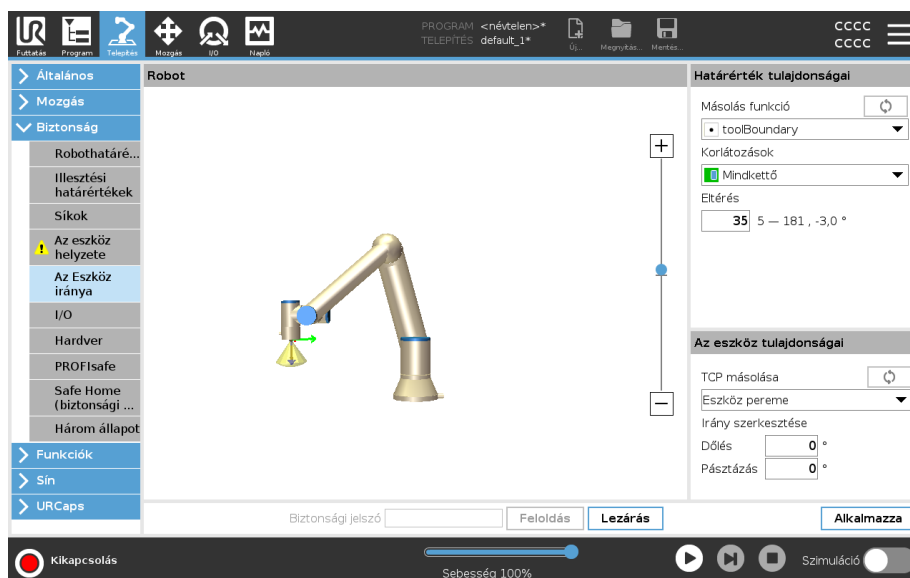 Futtatás
Program
Telepítés
Mozgás
I/O
Napló
PROGRAM <névtelen>*
TELEPÍTÉS default_1*
Új...
Megnyitás...
Mentés...
CCCC
CCCC
Általános
Mozgás
Biztonság
Robothatáré...
Illesztési
határértékek
Síkok
Az eszköz
helyzete
Az Eszköz
iránya
I/O
Hardver
PROFIsafe
Safe Home
(biztonsági ...
Három állapot
Funkciók
Sín
URCaps
Robot
Határérték tulajdonságai
Másolás funkció
toolBoundary
Korlátozások
Mindkettő
Eltérés
35 5 — 181 , -3,0 °
Az eszköz tulajdonságai
TCP másolása
Eszköz pereme
Irány szerkesztése
Dőlés 0 °
Pásztázás 0 °
Biztonsági jelszó
Feloldás
Lezárás
Alkalmazza
Kikapcsolás
Sebesség 100%
Szimuláció